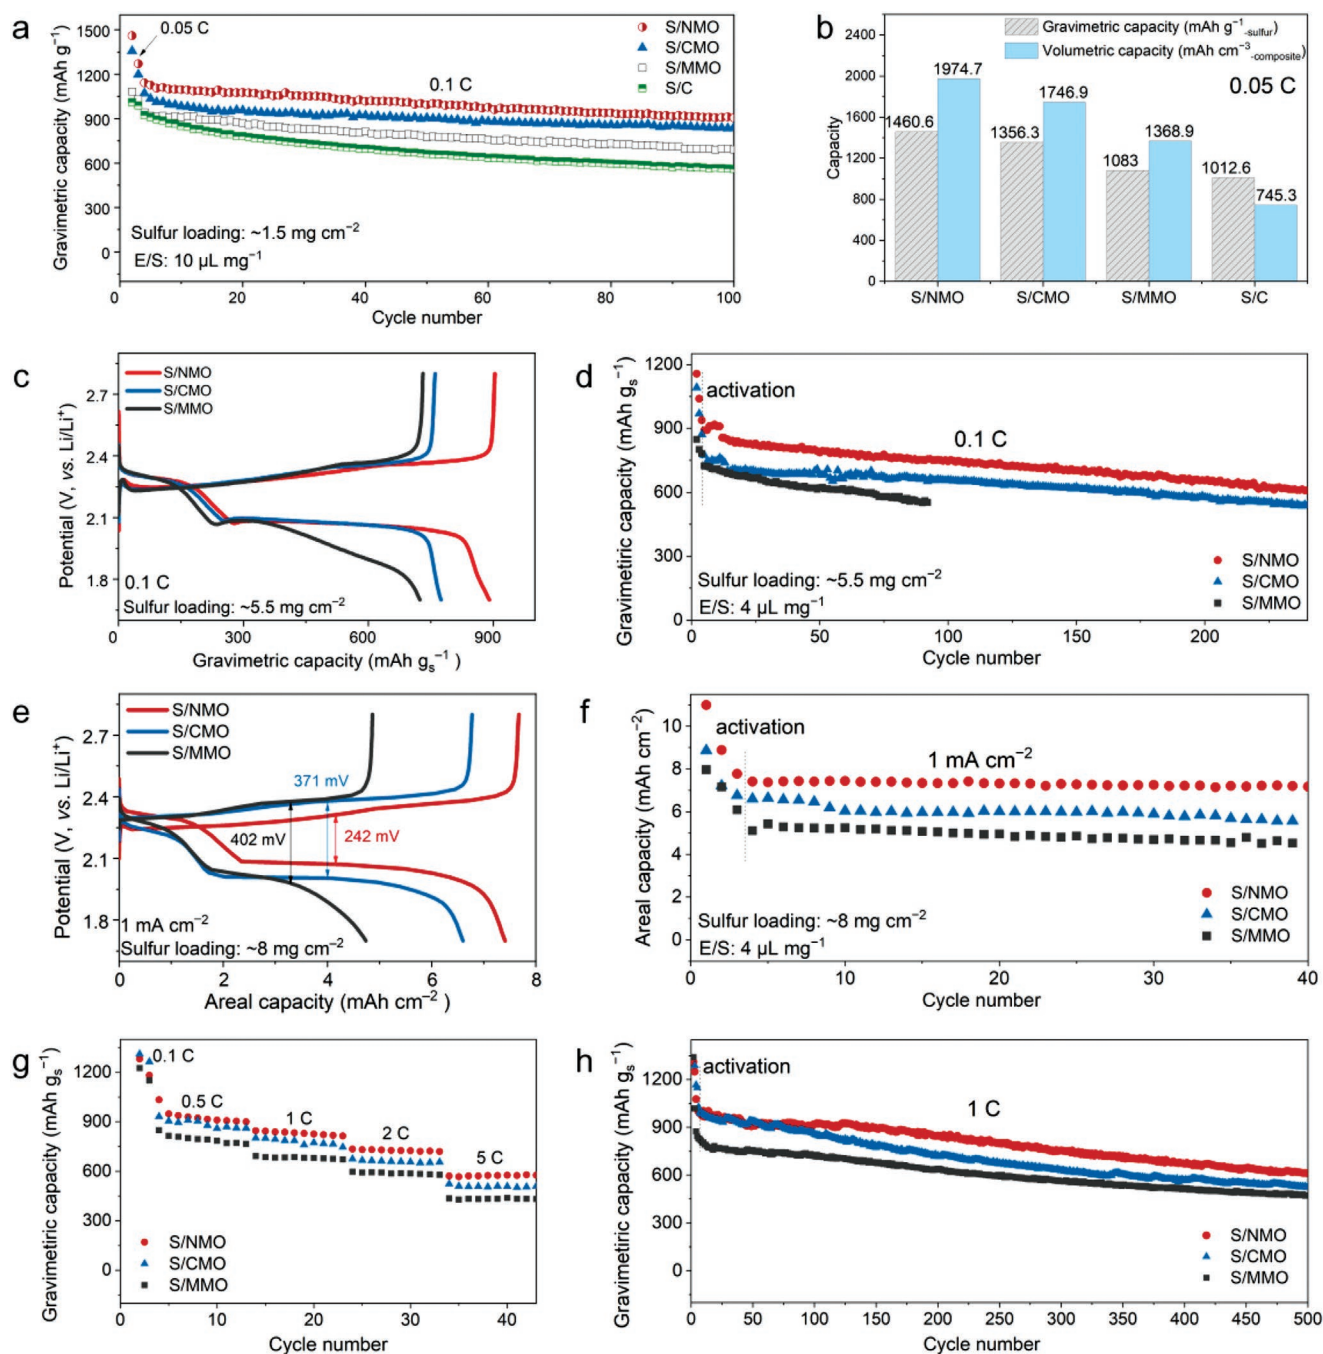 a
Gravimetric capacity (mAh g⁻¹)
1500
1200
900
600
300
0
0.05 C
0.1 C
S/NMO
S/CMO
S/MMO
S/C
Sulfur loading: ~1.5 mg cm⁻²
E/S: 10 μL mg⁻¹
0 20 40 60 80 100
Cycle number
b
Capacity
2400
2000
1600
1200
800
400
0
Gravimetric capacity (mAh g⁻¹-sulfur)
Volumetric capacity (mAh cm⁻³-composite)
0.05 C
1460.6
1974.7
1356.3
1746.9
1083
1368.9
1012.6
745.3
S/NMO S/CMO S/MMO S/C
c
Potential (V, vs. Li/Li⁺)
2.7
2.4
2.1
1.8
S/NMO
S/CMO
S/MMO
0.1 C
Sulfur loading: ~5.5 mg cm⁻²
0 300 600 900
Gravimetric capacity (mAh gₛ⁻¹)
d
Gravimetiric capacity (mAh gₛ⁻¹)
1200
900
600
300
0
activation
0.1 C
Sulfur loading: ~5.5 mg cm⁻²
E/S: 4 μL mg⁻¹
S/NMO
S/CMO
S/MMO
50 100 150 200
Cycle number
e
Potential (V, vs. Li/Li⁺)
2.7
2.4
2.1
1.8
S/NMO
S/CMO
S/MMO
371 mV
402 mV
242 mV
1 mA cm⁻²
Sulfur loading: ~8 mg cm⁻²
0 2 4 6 8
Areal capacity (mAh cm⁻²)
f
Areal capacity (mAh cm⁻²)
12
10
8
6
4
2
0
activation
1 mA cm⁻²
Sulfur loading: ~8 mg cm⁻²
E/S: 4 μL mg⁻¹
S/NMO
S/CMO
S/MMO
0 10 20 30 40
Cycle number
g
Gravimetiric capacity (mAh gₛ⁻¹)
1200
900
600
300
0
0.1 C
0.5 C
1 C
2 C
5 C
S/NMO
S/CMO
S/MMO
0 10 20 30 40
Cycle number
h
Gravimetiric capacity (mAh gₛ⁻¹)
1200
900
600
300
0
activation
1 C
S/NMO
S/CMO
S/MMO
0 50 100 150 200 250 300 350 400 450 500
Cycle number